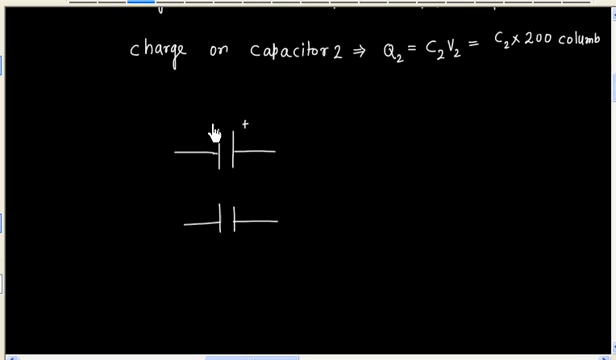 charge on capacitor 2 ⇒ Q₂ = C₂V₂ = C₂ × 200 columb
+